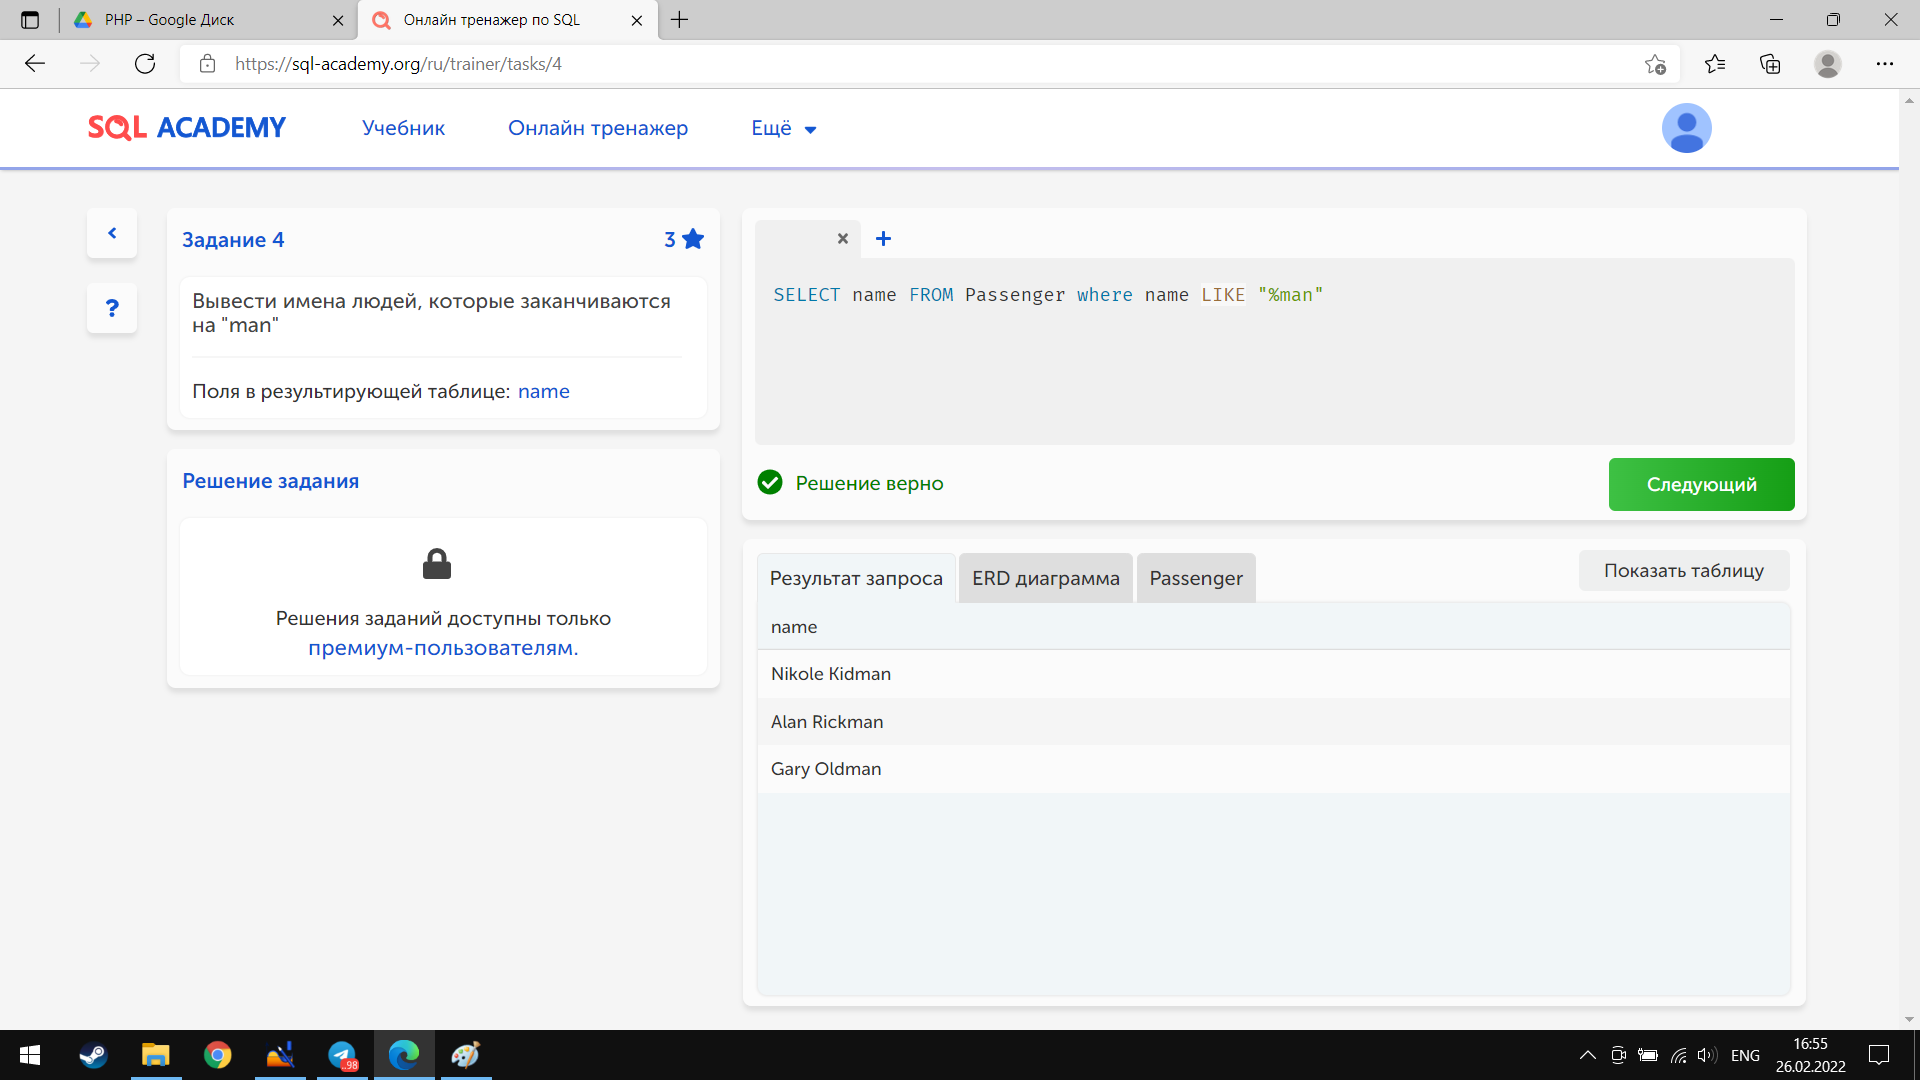 PHP – Google Диск
Онлайн тренажер по SQL
https://sql-academy.org/ru/trainer/tasks/4
SQL ACADEMY
Учебник
Онлайн тренажер
Ещё
Задание 4
3
Вывести имена людей, которые заканчиваются
на "man"
Поля в результирующей таблице: name
Решение задания
Решения заданий доступны только
премиум-пользователям.
SELECT name FROM Passenger where name LIKE "%man"
Решение верно
Следующий
Результат запроса
ERD диаграмма
Passenger
Показать таблицу
name
Nikole Kidman
Alan Rickman
Gary Oldman
.98
ENG
16:55
26.02.2022